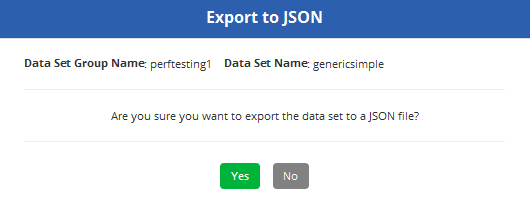 Export to JSON
Data Set Group Name: perftesting1 Data Set Name: genericsimple
Are you sure you want to export the data set to a JSON file?
Yes No